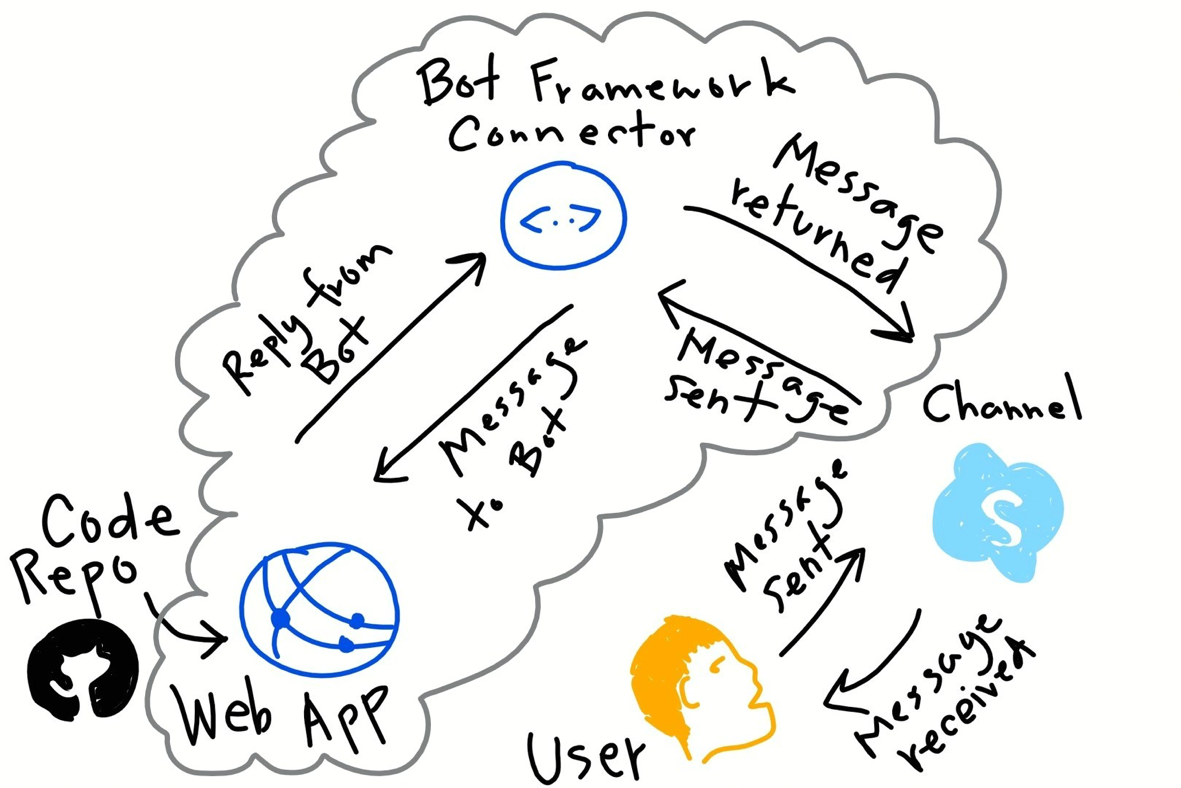 Bot Framework
Connector
Message
returned
Reply from
Bot
Message
to Bot
Message
sent
Channel
S
Code
Repo
Message
sent
Message
received
Web App
User